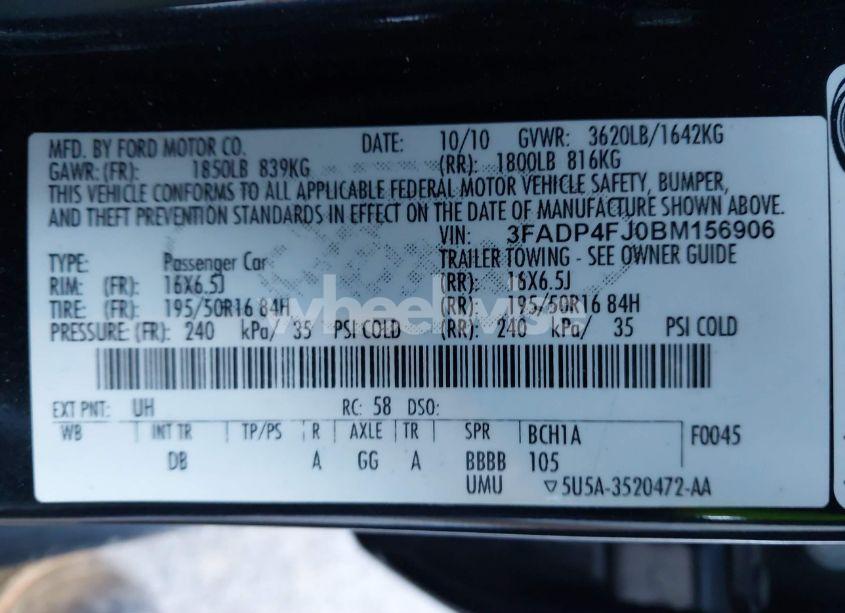 MFD. BY FORD MOTOR CO. DATE: 10/10 GVWR: 3620LB/1642KG
GAWR: (FR): 1850LB 839KG (RR): 1800LB 816KG
THIS VEHICLE CONFORMS TO ALL APPLICABLE FEDERAL MOTOR VEHICLE SAFETY, BUMPER,
AND THEFT PREVENTION STANDARDS IN EFFECT ON THE DATE OF MANUFACTURE SHOWN ABOVE.
VIN: 3FADP4FJ0BM156906
TYPE: Passenger Car TRAILER TOWING - SEE OWNER GUIDE
RIM: (FR): 16X6.5J (RR): 16X6.5J
TIRE: (FR): 195/50R16 84H (RR): 195/50R16 84H
PRESSURE: (FR): 240 kPa/ 35 PSI COLD (RR): 240 kPa/ 35 PSI COLD
EXT PNT: UH RC: 58 DSO:
WB INT TR TP/PS R AXLE TR SPR BCH1A F0045
DB A GG A BBBB 105
UMU ▽5U5A-3520472-AA